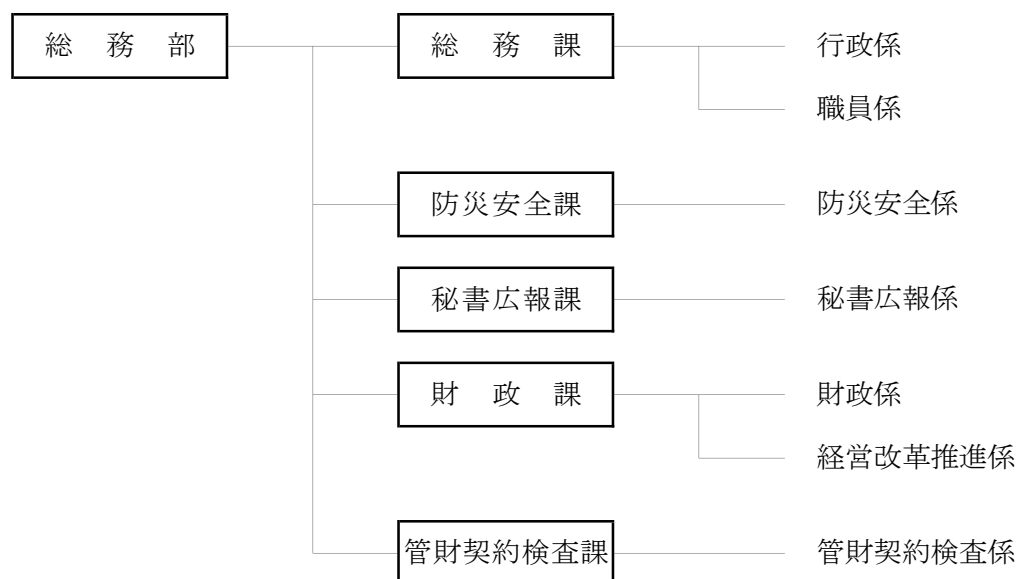 総務部 総務課 行政係
職員係
防災安全課 防災安全係
秘書広報課 秘書広報係
財政課 財政係
経営改革推進係
管財契約検査課 管財契約検査係